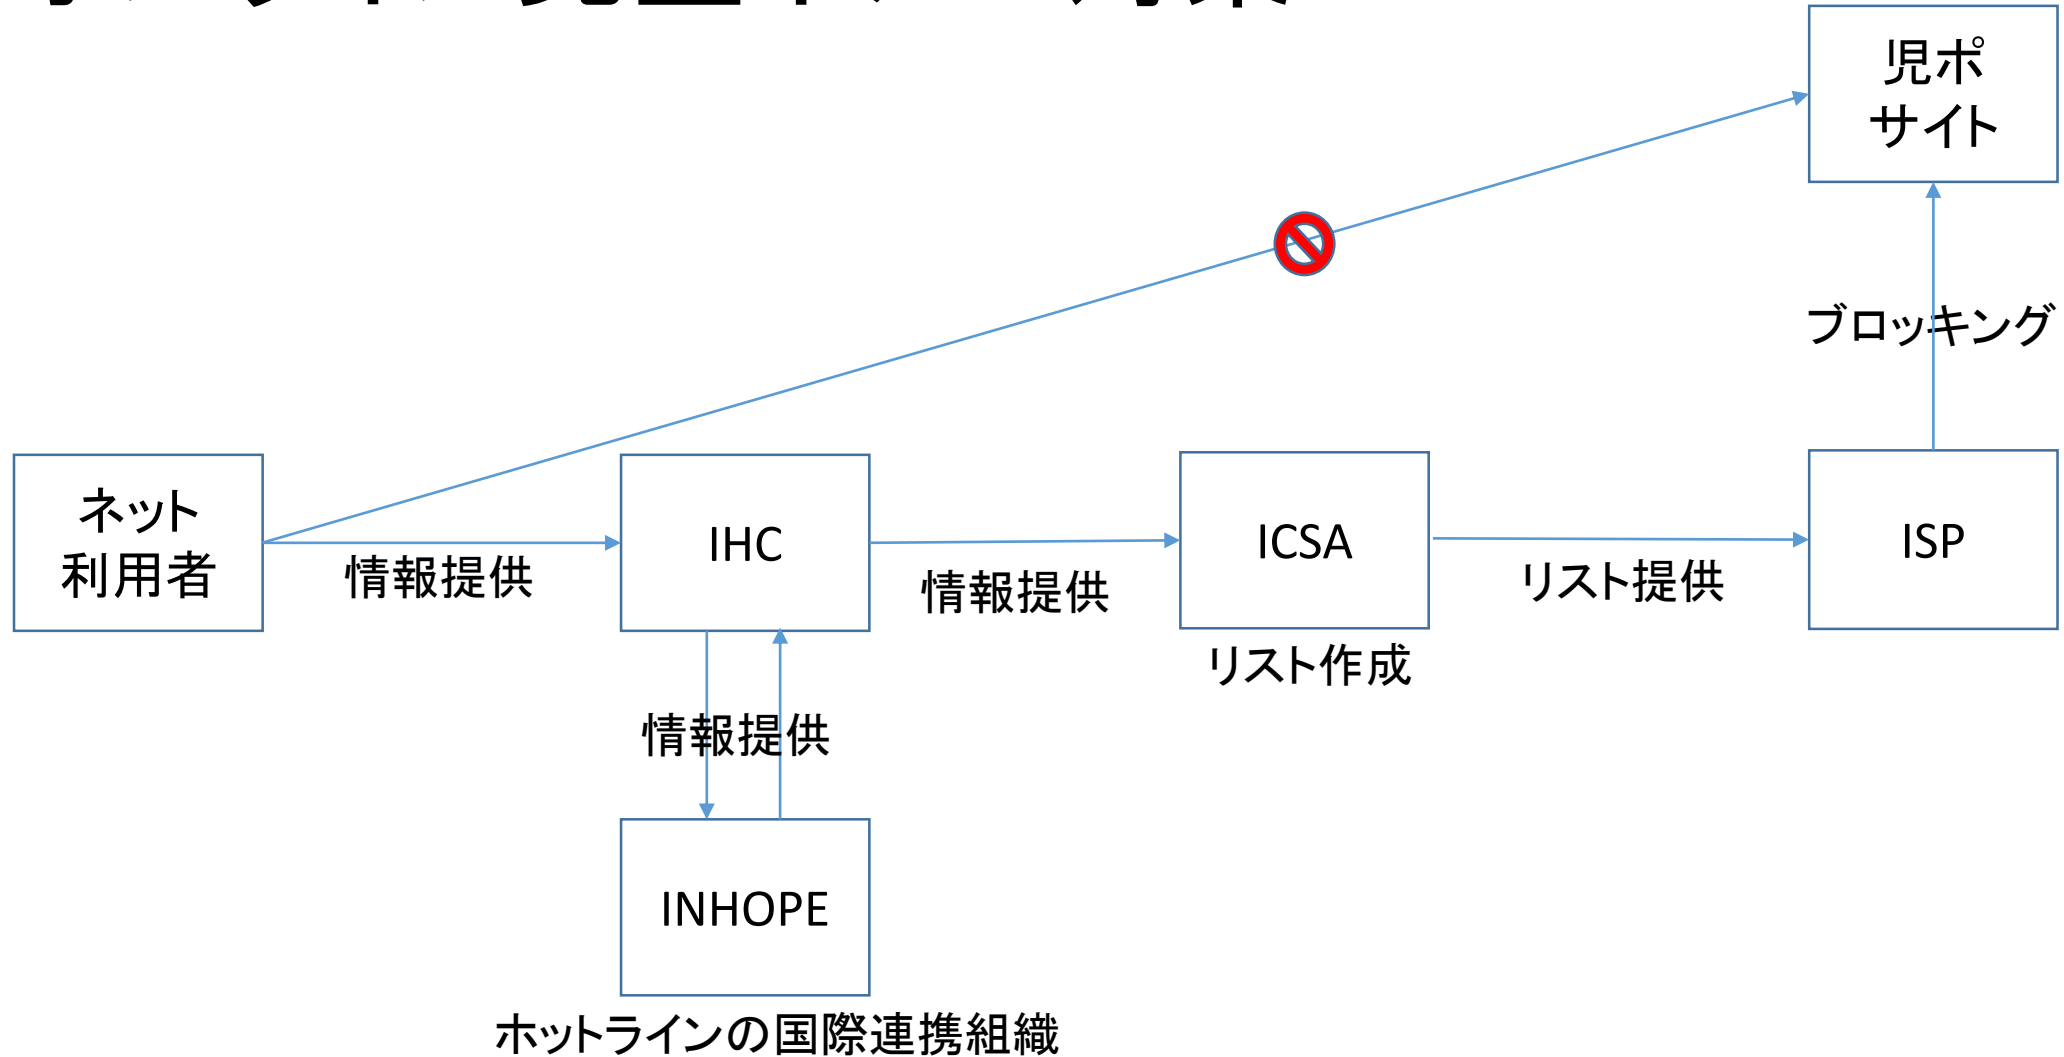 児ポ
サイト
ブロッキング
ネット
利用者
情報提供
IHC
情報提供
ICSA
リスト提供
ISP
リスト作成
情報提供
INHOPE
ホットラインの国際連携組織